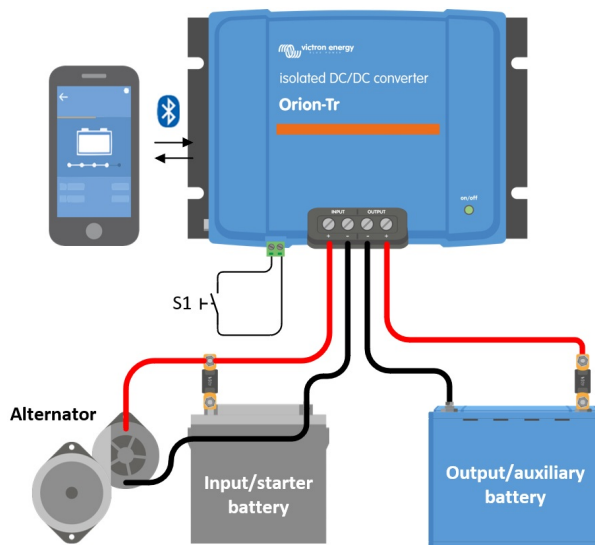 victron energy
isolated DC/DC converter
Orion-Tr
on/off
INPUT
OUTPUT
+
-
-
+
S1
Alternator
Input/starter
battery
Output/auxiliary
battery